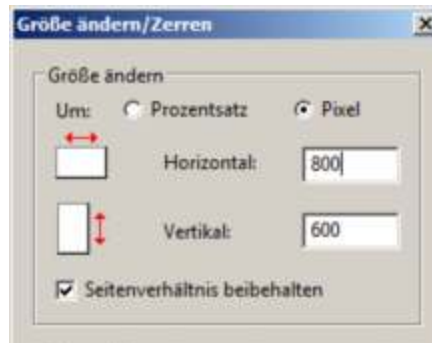 Größe ändern/Zerren
Größe ändern
Um: Prozentsatz Pixel
Horizontal: 800
Vertikal: 600
Seitenverhältnis beibehalten